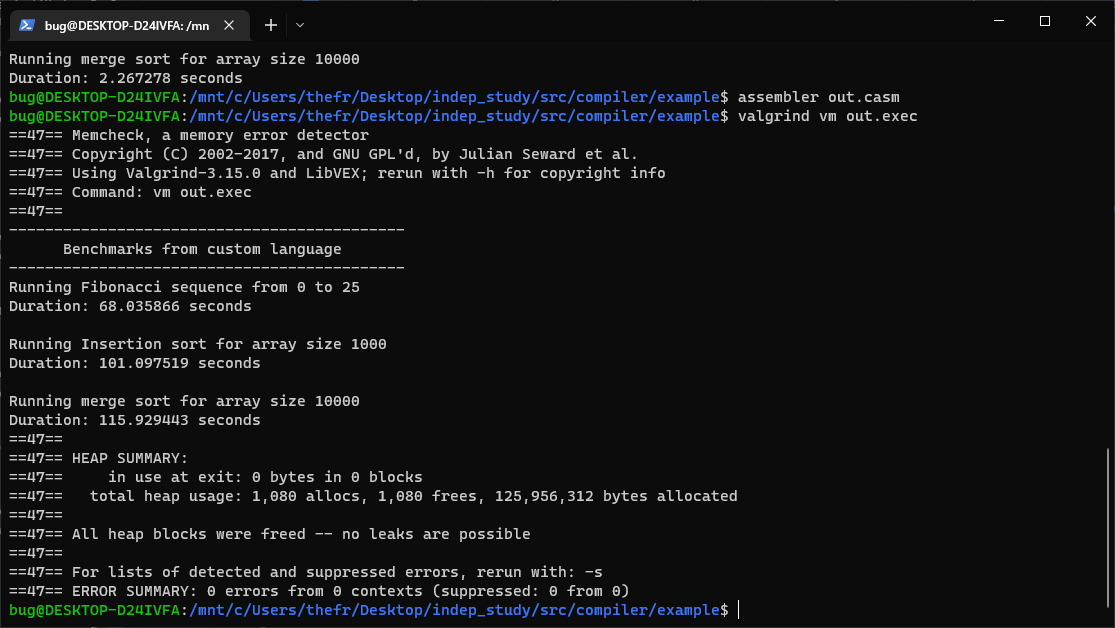 bug@DESKTOP-D24IVFA: /mn
Running merge sort for array size 10000
Duration: 2.267278 seconds
bug@DESKTOP-D24IVFA:/mnt/c/Users/thefr/Desktop/indep_study/src/compiler/example$ assembler out.casm
bug@DESKTOP-D24IVFA:/mnt/c/Users/thefr/Desktop/indep_study/src/compiler/example$ valgrind vm out.exec
==47== Memcheck, a memory error detector
==47== Copyright (C) 2002-2017, and GNU GPL'd, by Julian Seward et al.
==47== Using Valgrind-3.15.0 and LibVEX; rerun with -h for copyright info
==47== Command: vm out.exec
==47==
--------------------------------------------
      Benchmarks from custom language
--------------------------------------------
Running Fibonacci sequence from 0 to 25
Duration: 68.035866 seconds

Running Insertion sort for array size 1000
Duration: 101.097519 seconds

Running merge sort for array size 10000
Duration: 115.929443 seconds
==47==
==47== HEAP SUMMARY:
==47==     in use at exit: 0 bytes in 0 blocks
==47==   total heap usage: 1,080 allocs, 1,080 frees, 125,956,312 bytes allocated
==47==
==47== All heap blocks were freed -- no leaks are possible
==47==
==47== For lists of detected and suppressed errors, rerun with: -s
==47== ERROR SUMMARY: 0 errors from 0 contexts (suppressed: 0 from 0)
bug@DESKTOP-D24IVFA:/mnt/c/Users/thefr/Desktop/indep_study/src/compiler/example$